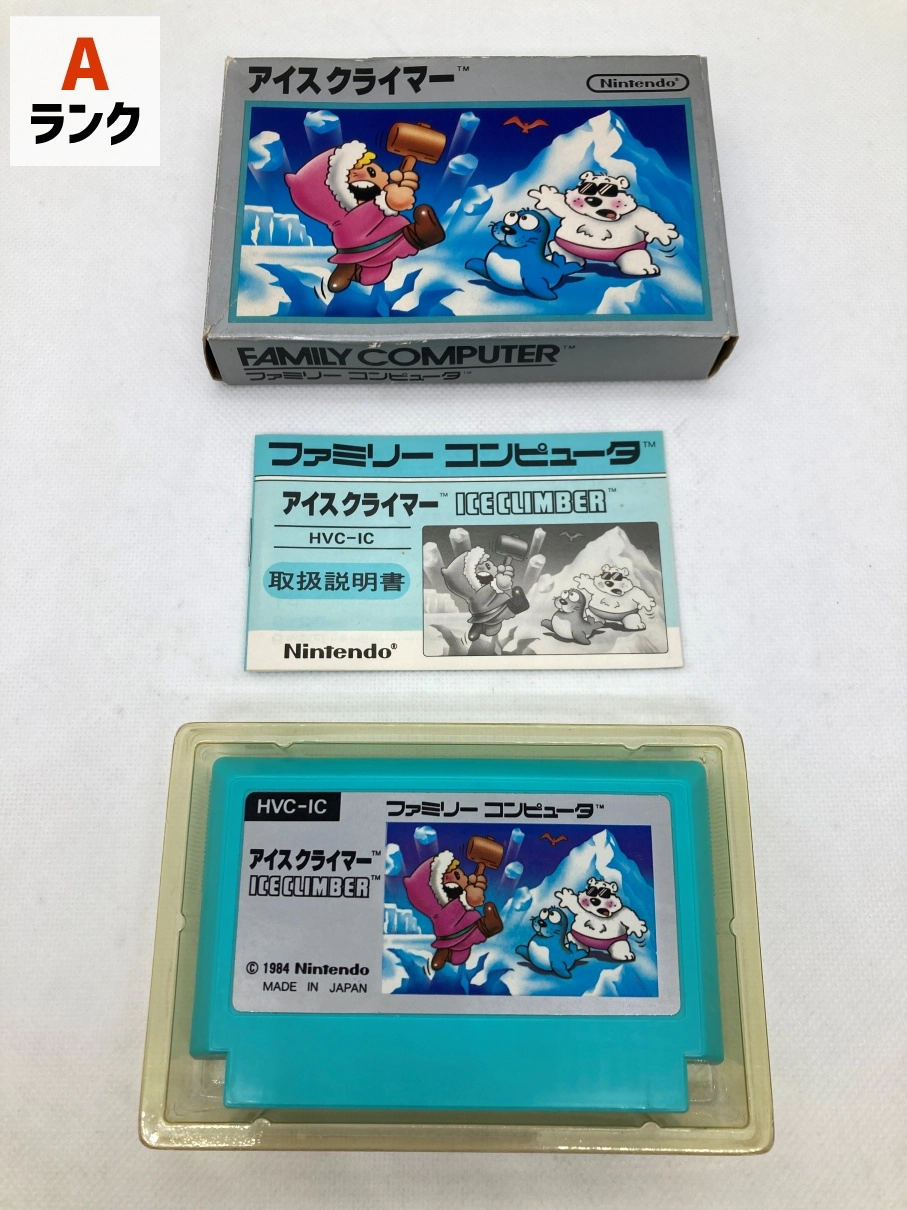 A
ランク
アイスクライマー™
Nintendo®
FAMILY COMPUTER™
ファミリー コンピュータ™
ファミリー コンピュータ™
アイスクライマー™ ICE CLIMBER™
HVC-IC
取扱説明書
Nintendo®
HVC-IC
ファミリー コンピュータ™
アイスクライマー™
ICE CLIMBER™
© 1984 Nintendo
MADE IN JAPAN